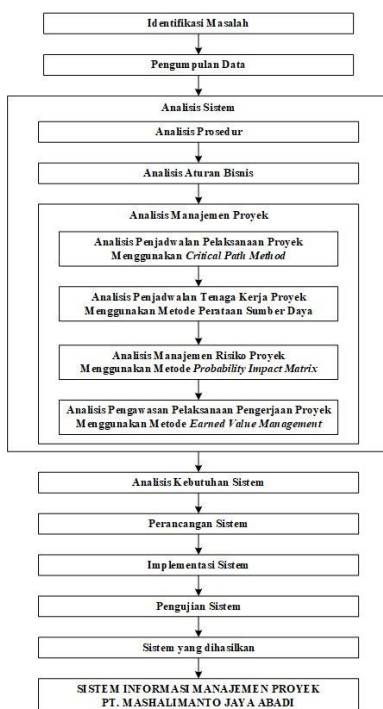 Identifikasi Masalah
Pengumpulan Data
Analisis Sistem
Analisis Prosedur
Analisis Aturan Bisnis
Analisis Manajemen Proyek
Analisis Penjadwalan Pelaksanaan Proyek
Menggunakan Critical Path Method
Analisis Penjadwalan Tenaga Kerja Proyek
Menggunakan Metode Perataan Sumber Daya
Analisis Manajemen Risiko Proyek
Menggunakan Metode Probability Impact Matrix
Analisis Pengawasan Pelaksanaan Pengerjaan Proyek
Menggunakan Metode Earned Value Management
Analisis Kebutuhan Sistem
Perancangan Sistem
Implementasi Sistem
Pengujian Sistem
Sistem yang dihasilkan
SISTEM INFORMASI MANAJEMEN PROYEK
PT. MASHALIMANTO JAYA ABADI